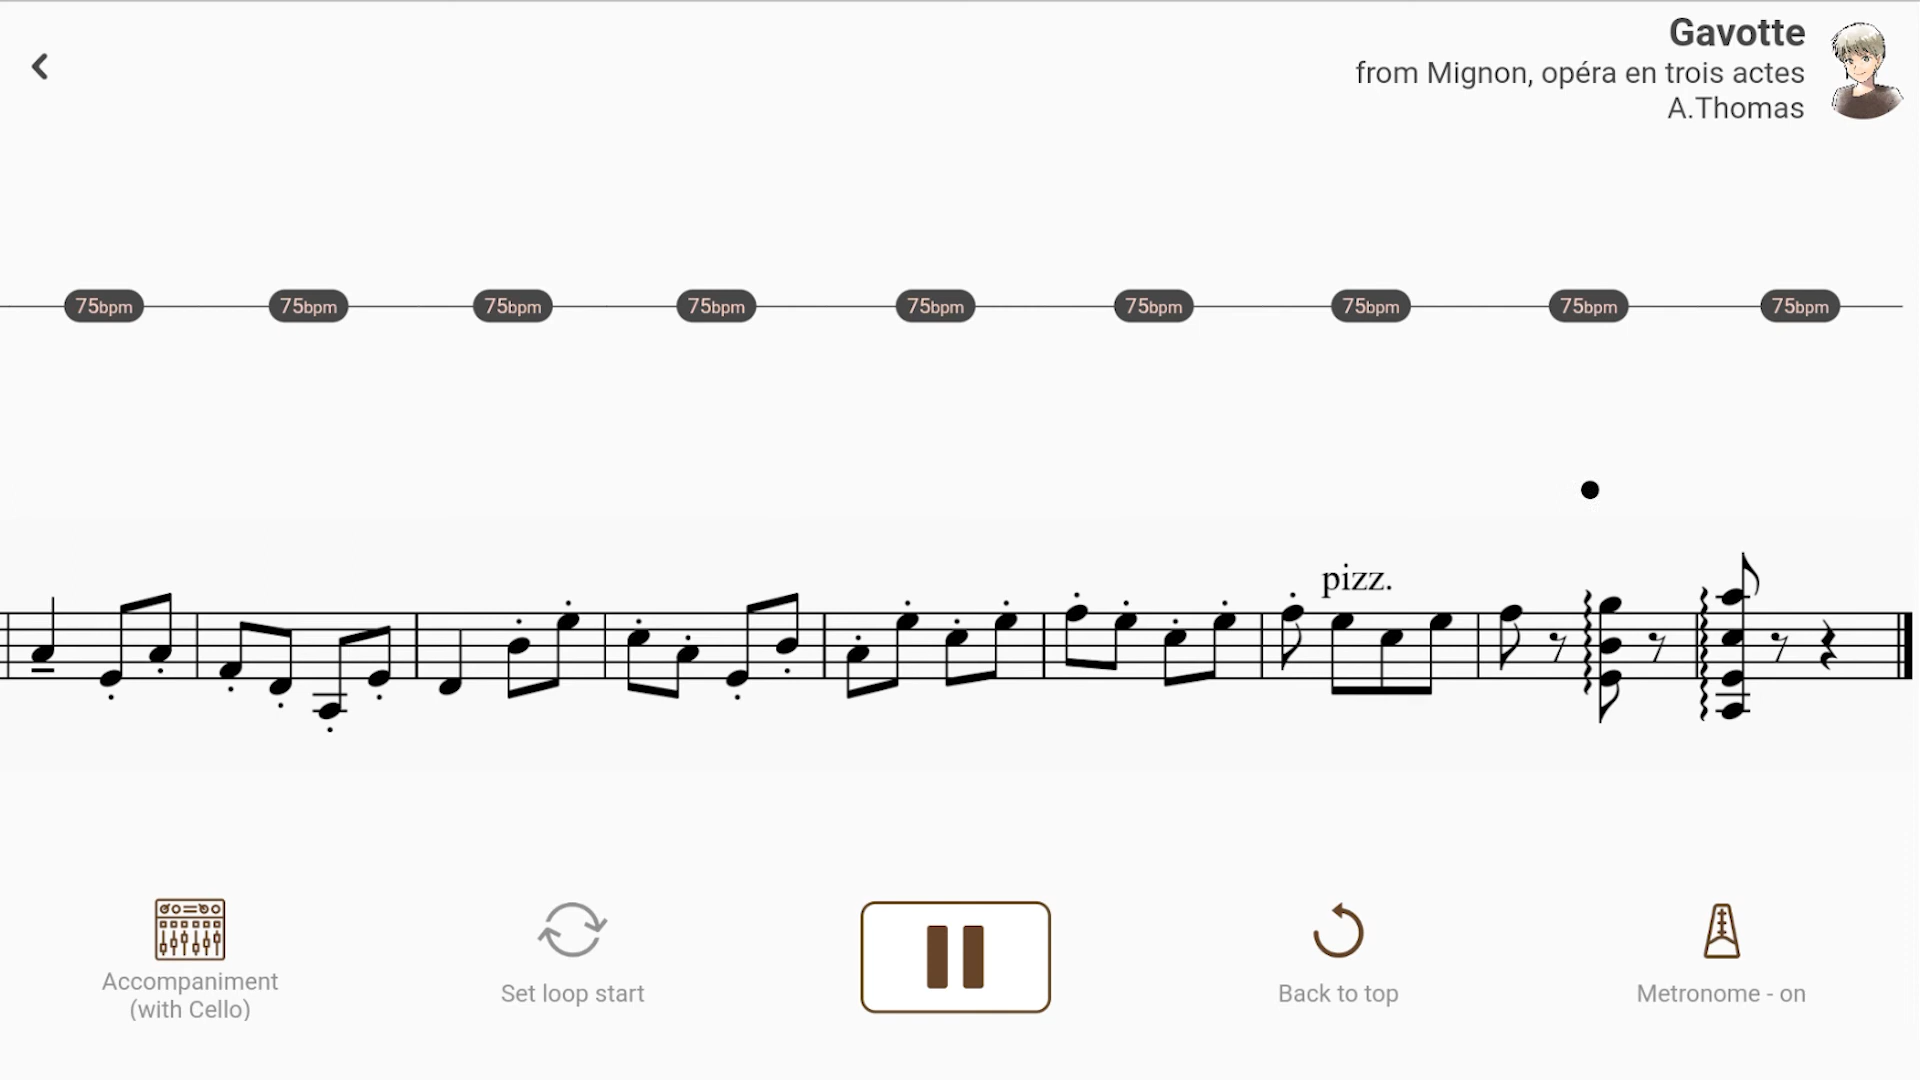 Gavotte
from Mignon, opéra en trois actes
A.Thomas
75bpm 75bpm 75bpm 75bpm 75bpm 75bpm 75bpm 75bpm 75bpm
pizz.
Accompaniment
(with Cello)
Set loop start
Back to top
Metronome - on